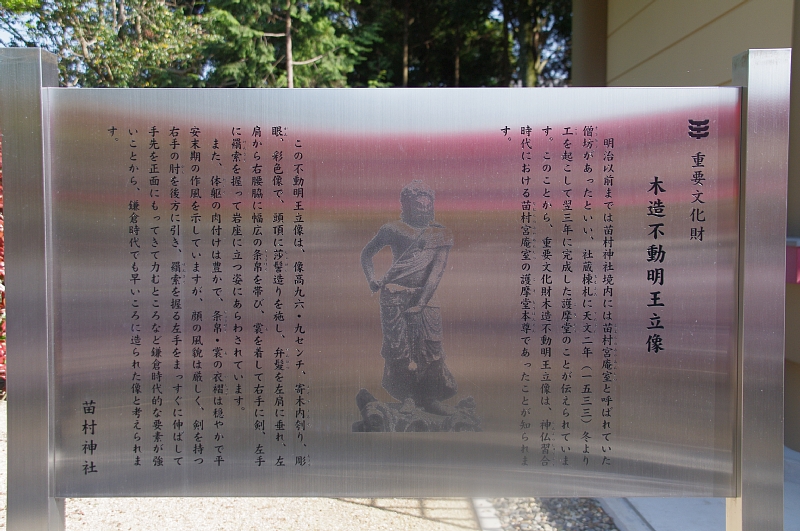 重要文化財
木造不動明王立像
明治以前までは苗村神社境内には苗村宮庵室と呼ばれていた
僧坊があったといい、社蔵棟札に天文二年（一五三三）冬より
工を起こして翌三年に完成した護摩堂のことが伝えられていま
す。このことから、重要文化財木造不動明王立像は、神仏習合
時代における苗村宮庵室の護摩堂本尊であったことが知られま
す。
この不動明王立像は、像高九六・九センチ、寄木内刳り、彫
眼、彩色像で、頭頂に莎髻造りを施し、弁髪を左肩に垂れ、左
肩から右腰脇に幅広の条帛を帯び、裳を着して右手に剣、左手
に羂索を握って岩座に立つ姿にあらわされています。
また、体躯の肉付けは豊かで、条帛・裳の衣褶は穏やかで平
安末期の作風を示していますが、顔の風貌は厳しく、剣を持つ
右手の肘を後方に引き、羂索を握る左手をまっすぐに伸ばして
手先を正面にもってきて力むところなど鎌倉時代的な要素が強
いことから、鎌倉時代でも早いころに造られた像と考えられま
す。
苗村神社